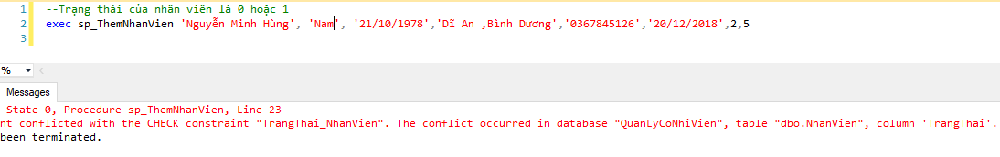 1 --Trạng thái của nhân viên là 0 hoặc 1
2 exec sp_ThemNhanVien 'Nguyễn Minh Hùng', 'Nam', '21/10/1978','Dĩ An ,Bình Dương','0367845126','20/12/2018',2,5
3
%
Messages
State 0, Procedure sp_ThemNhanVien, Line 23
nt conflicted with the CHECK constraint "TrangThai_NhanVien". The conflict occurred in database "QuanLyCoNhiVien", table "dbo.NhanVien", column 'TrangThai'.
been terminated.